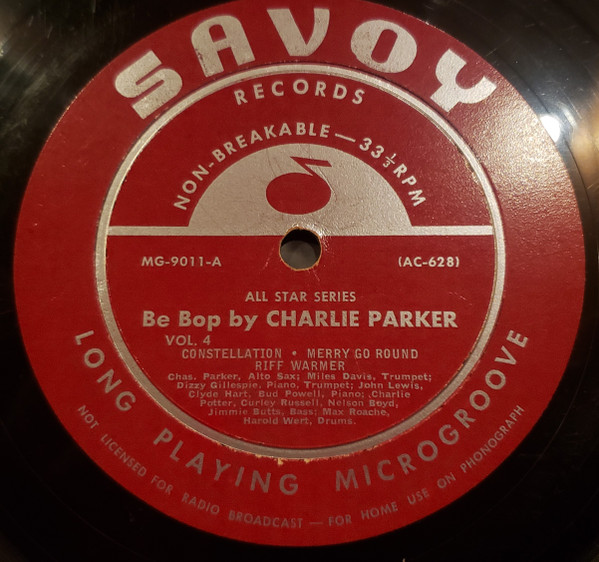 SAVOY
RECORDS
NON-BREAKABLE—33⅓RPM
MG-9011-A
(AC-628)
ALL STAR SERIES
Be Bop by CHARLIE PARKER
VOL. 4
CONSTELLATION • MERRY GO ROUND
RIFF WARMER
Chas. Parker, Alto Sax; Miles Davis, Trumpet;
Dizzy Gillespie, Piano, Trumpet; John Lewis,
Clyde Hart, Bud Powell, Piano; Charlie
Potter, Curley Russell, Nelson Boyd,
Jimmie Butts, Bass; Max Roache,
Harold Wert, Drums.
LONG PLAYING MICROGROOVE
NOT LICENSED FOR RADIO BROADCAST — FOR HOME USE ON PHONOGRAPH